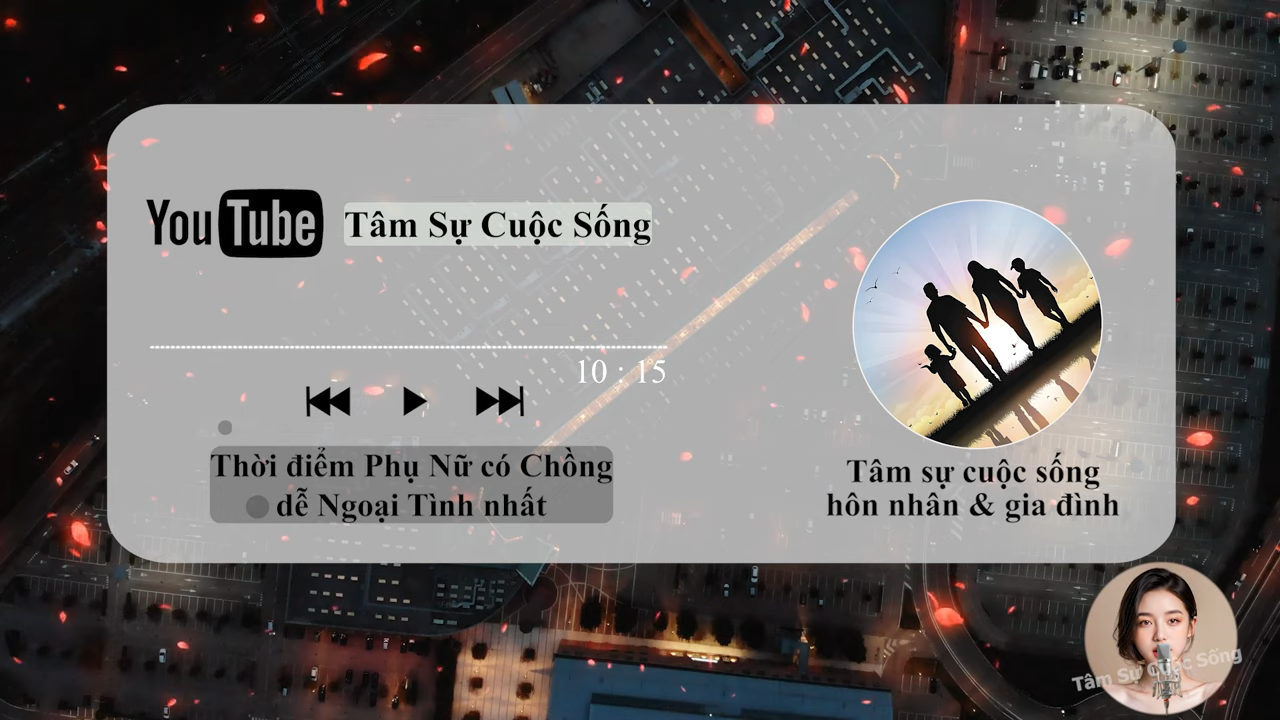 YouTube
Tâm Sự Cuộc Sống
10 : 15
Thời điểm Phụ Nữ có Chồng
dễ Ngoại Tình nhất
Tâm sự cuộc sống
hôn nhân & gia đình
Tâm Sự Cuộc Sống